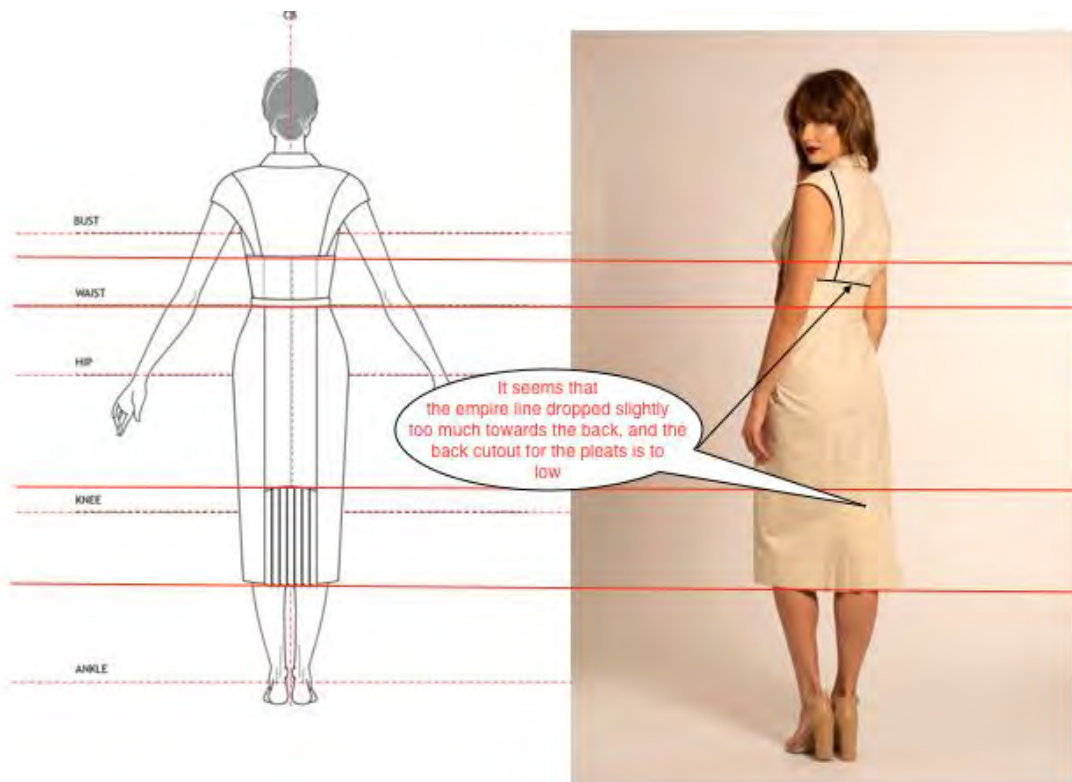 CB
BUST
WAIST
HIP
It seems that
the empire line dropped slightly
too much towards the back, and the
back cutout for the pleats is to
low
KNEE
ANKLE